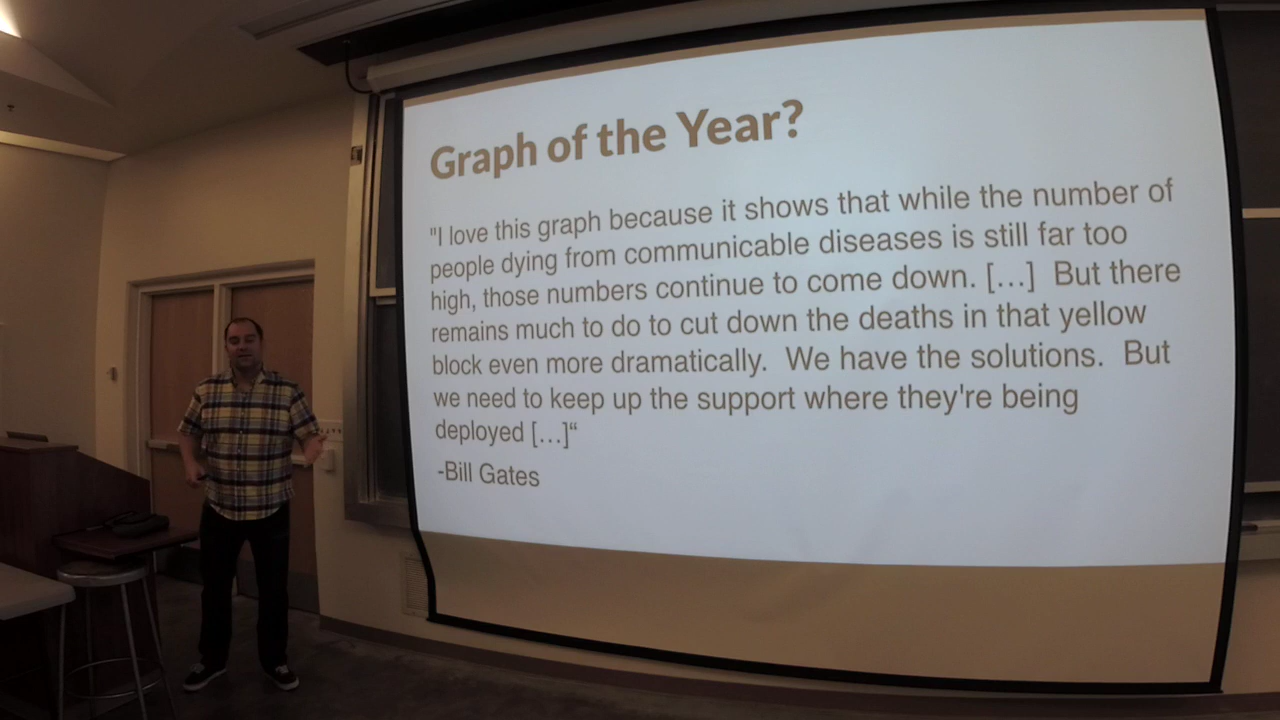 Graph of the Year?
"I love this graph because it shows that while the number of
people dying from communicable diseases is still far too
high, those numbers continue to come down. [...]  But there
remains much to do to cut down the deaths in that yellow
block even more dramatically.  We have the solutions.  But
we need to keep up the support where they're being
deployed [...]“
-Bill Gates